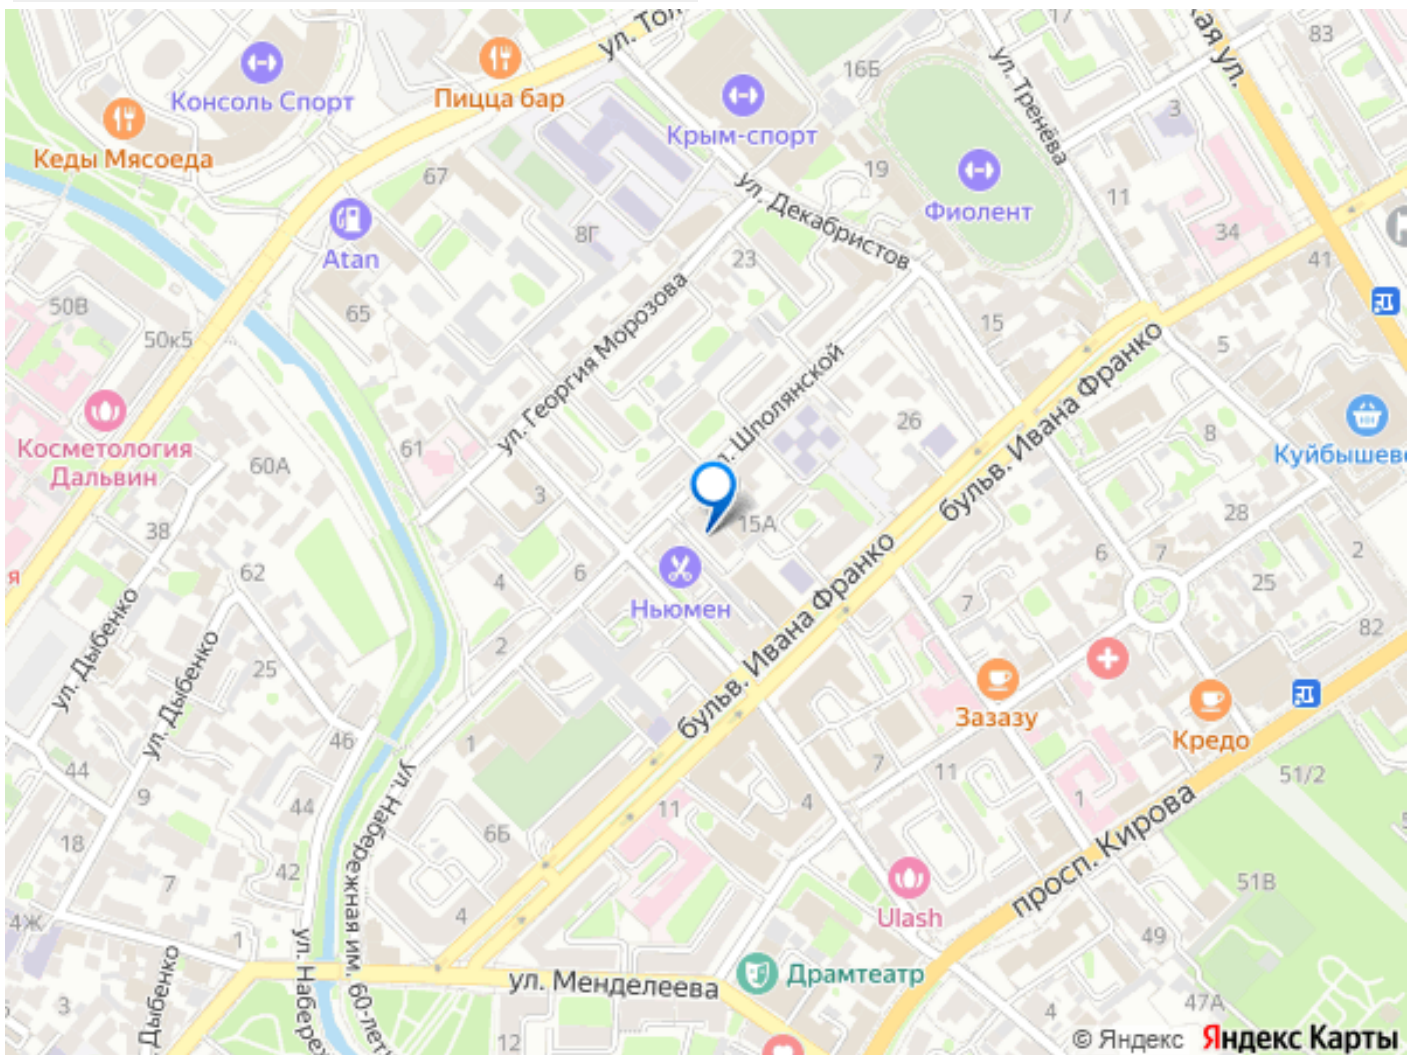 ул. Тол
кая ул.
17
83
Консоль Спорт
Пицца бар
16Б
ул. Тренёва
3
Кеды Мясоеда
Крым-спорт
67
19
11
ул. Декабристов
Фиолент
8Г
34
Atan
23
41
50В
65
50к5
ул. Георгия Морозова
15
5
бульв. Ивана Франко
л. Шполянской
Косметология
Дальвин
61
60А
26
8
Куйбышев
3
15А
28
38
бульв. Ивана Франко
6
7
2
я
62
4
6
Ньюмен
7
25
ул. Дыбенко
ул. Дыбенко
25
2
82
Зазазу
Кредо
46
1
ул. Набережная им. 60-лет
44
9
44
7
11
4
51/2
1
просп. Кирова
18
6Б
11
42
7
51В
Ulash
4Ж
1
4
49
ул. Набереж
Дыбенко
ул. Менделеева
Драмтеатр
3
12
4
47А
© Яндекс Яндекс Карты